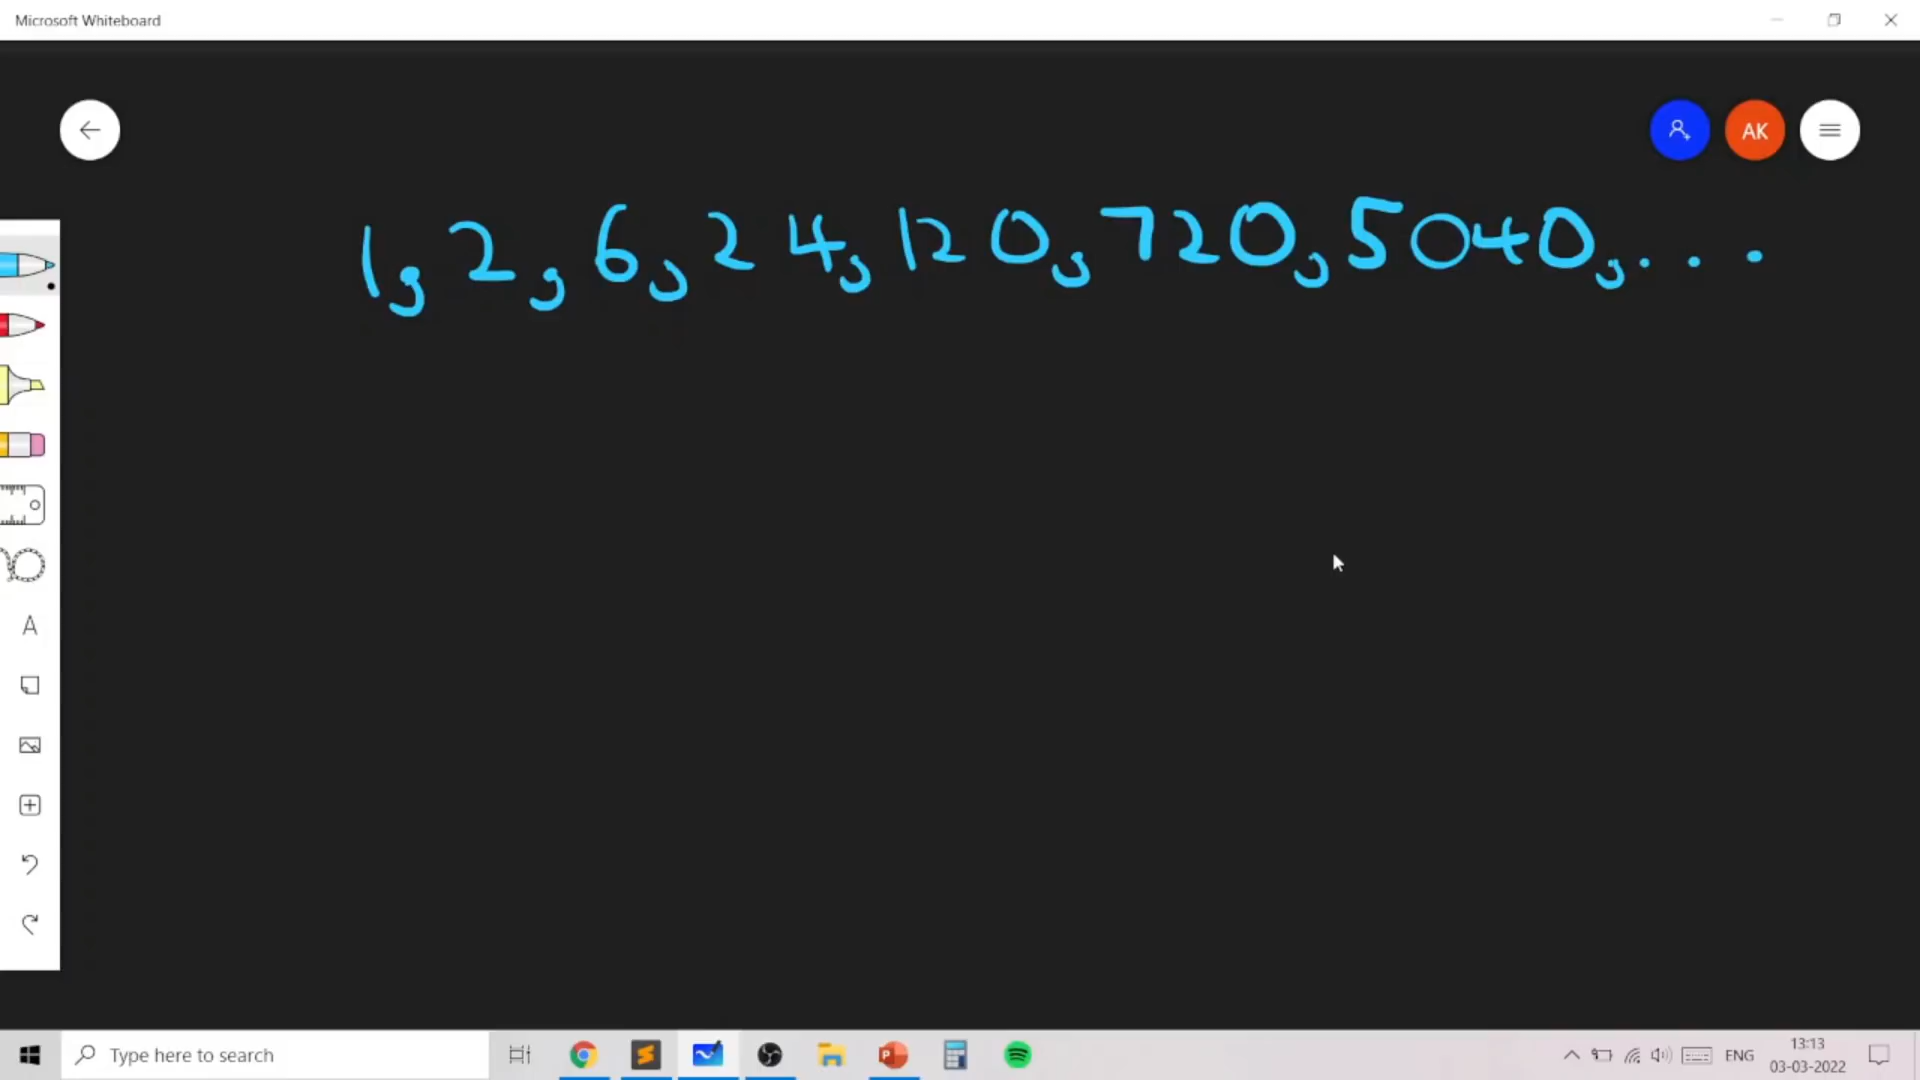 Microsoft Whiteboard
AK
1, 2, 6, 24, 120, 720, 5040, ...
A
Type here to search
ENG
13:13
03-03-2022